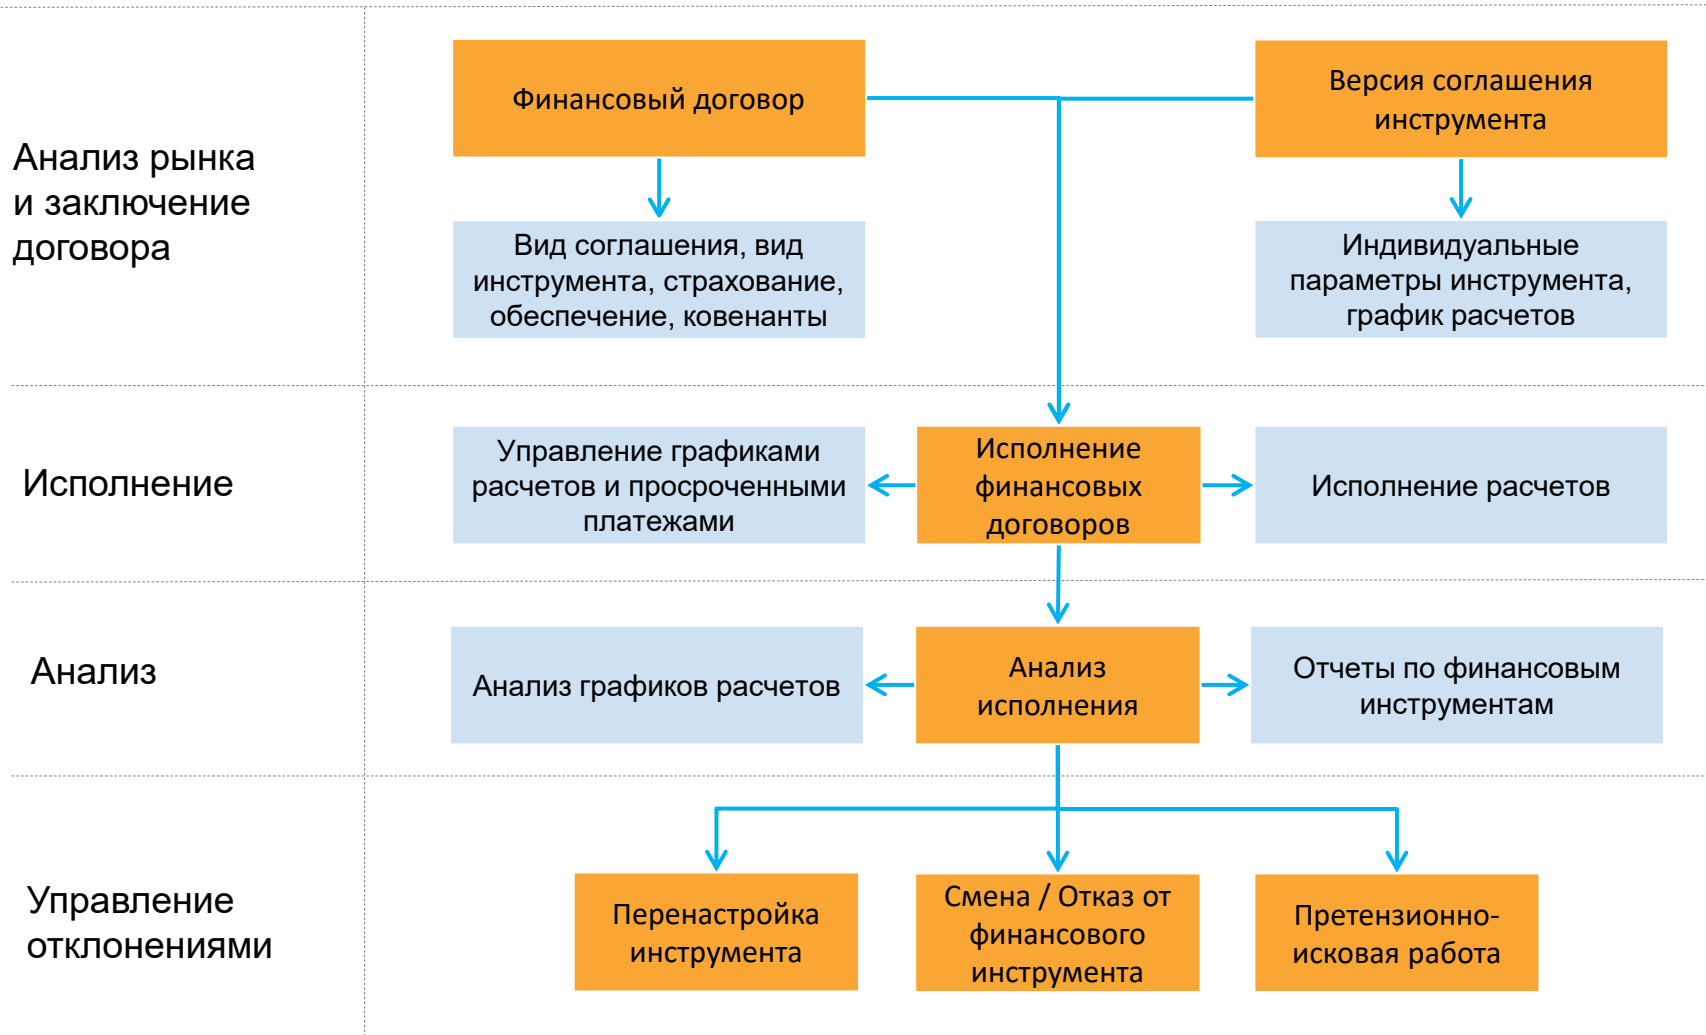 Анализ рынка
и заключение
договора
Финансовый договор
Версия соглашения
инструмента
Вид соглашения, вид
инструмента, страхование,
обеспечение, ковенанты
Индивидуальные
параметры инструмента,
график расчетов
Исполнение
Управление графиками
расчетов и просроченными
платежами
Исполнение
финансовых
договоров
Исполнение расчетов
Анализ
Анализ графиков расчетов
Анализ
исполнения
Отчеты по финансовым
инструментам
Управление
отклонениями
Перенастройка
инструмента
Смена / Отказ от
финансового
инструмента
Претензионно-
исковая работа